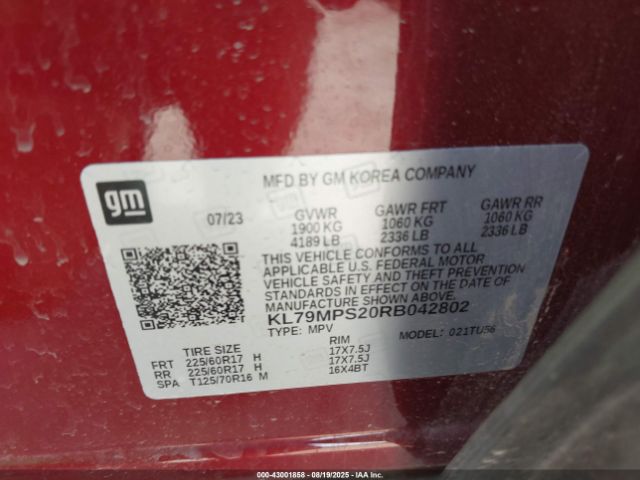 gm
MFD BY GM KOREA COMPANY
07/23 GVWR GAWR FRT GAWR RR
1900 KG 1060 KG 1060 KG
4189 LB 2336 LB 2336 LB
THIS VEHICLE CONFORMS TO ALL
APPLICABLE U.S. FEDERAL MOTOR
VEHICLE SAFETY AND THEFT PREVENTION
STANDARDS IN EFFECT ON THE DATE OF
MANUFACTURE SHOWN ABOVE.
KL79MPS20RB042802
TYPE: MPV MODEL: 021TU56
TIRE SIZE RIM
FRT 225/60R17 H 17X7.5J
RR 225/60R17 H 17X7.5J
SPA T125/70R16 M 16X4BT
©-43001858 - 08/19/2025 - IAA Inc.